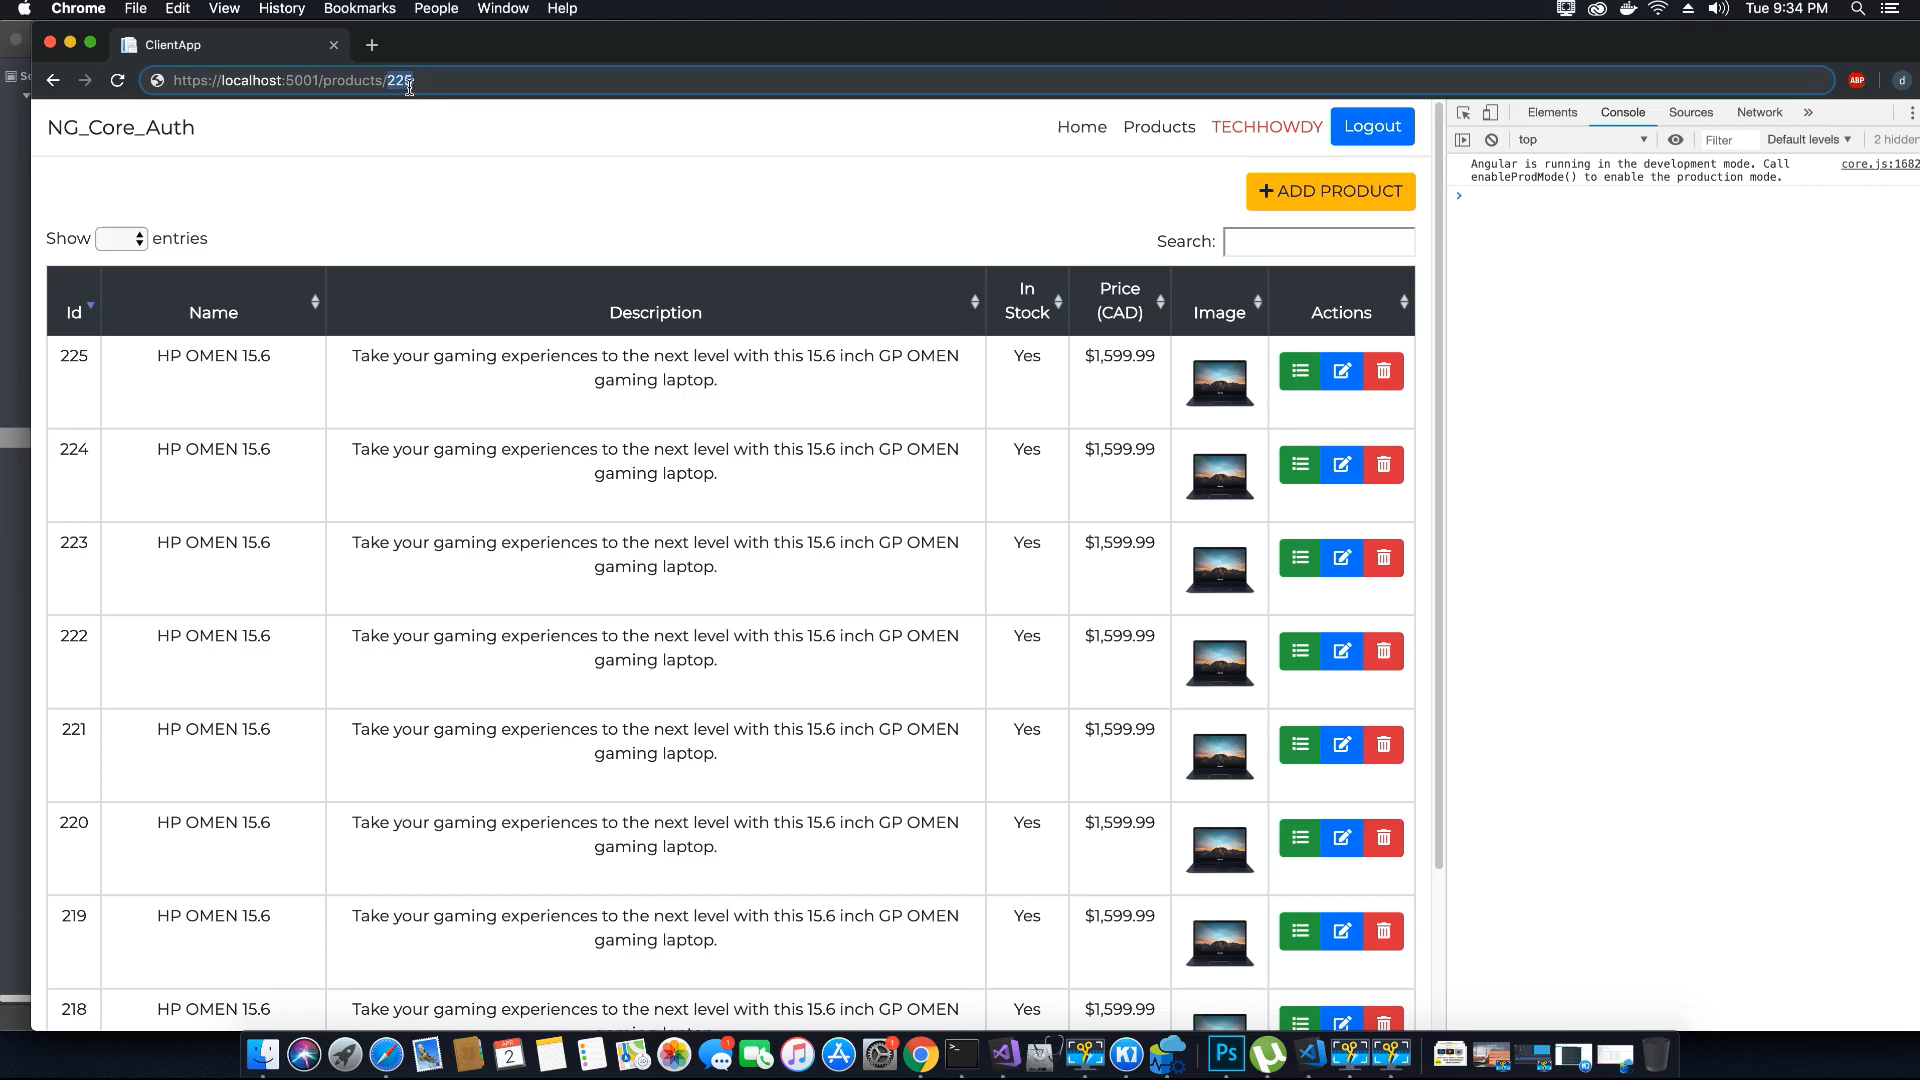 Chrome File Edit View History Bookmarks People Window Help Tue 9:34 PM
ClientApp
https://localhost:5001/products/225
ABP d
NG_Core_Auth Home Products TECHHOWDY Logout
Elements Console Sources Network »
top Filter Default levels ▼ 2 hidden
Angular is running in the development mode. Call core.js:1682
enableProdMode() to enable the production mode.
+ ADD PRODUCT
Show entries Search:
Id Name Description In Stock Price (CAD) Image Actions
225 HP OMEN 15.6 Take your gaming experiences to the next level with this 15.6 inch GP OMEN Yes $1,599.99
gaming laptop.
224 HP OMEN 15.6 Take your gaming experiences to the next level with this 15.6 inch GP OMEN Yes $1,599.99
gaming laptop.
223 HP OMEN 15.6 Take your gaming experiences to the next level with this 15.6 inch GP OMEN Yes $1,599.99
gaming laptop.
222 HP OMEN 15.6 Take your gaming experiences to the next level with this 15.6 inch GP OMEN Yes $1,599.99
gaming laptop.
221 HP OMEN 15.6 Take your gaming experiences to the next level with this 15.6 inch GP OMEN Yes $1,599.99
gaming laptop.
220 HP OMEN 15.6 Take your gaming experiences to the next level with this 15.6 inch GP OMEN Yes $1,599.99
gaming laptop.
219 HP OMEN 15.6 Take your gaming experiences to the next level with this 15.6 inch GP OMEN Yes $1,599.99
gaming laptop.
218 HP OMEN 15.6 Take your gaming experiences to the next level with this 15.6 inch GP OMEN Yes $1,599.99
APR 2 Ps